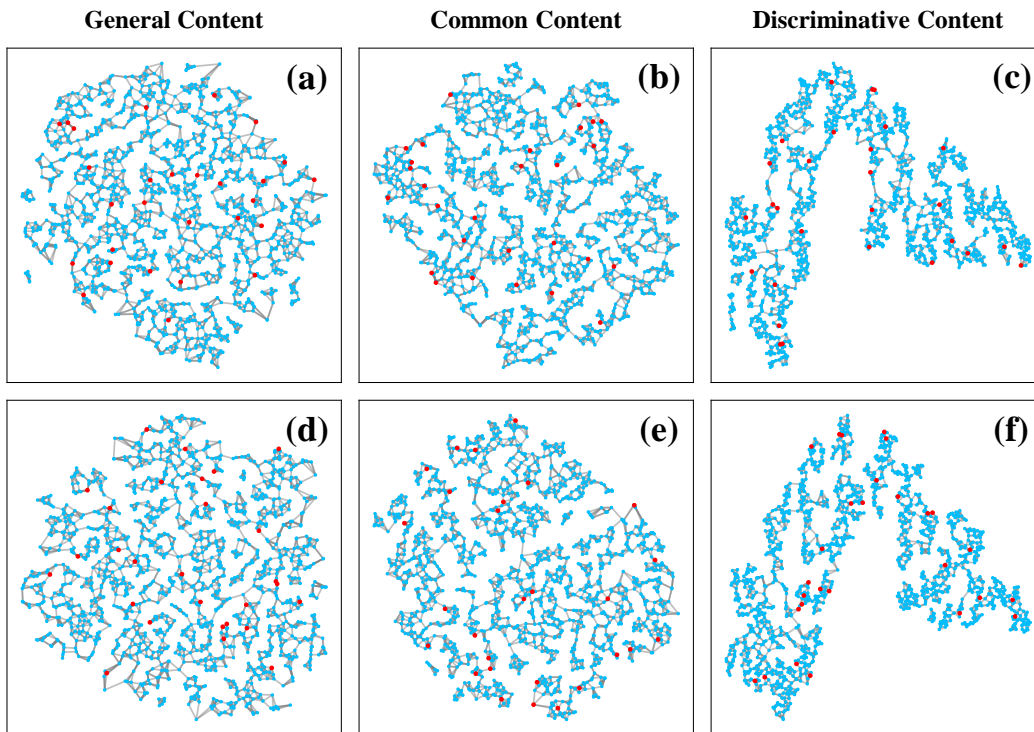 General Content Common Content Discriminative Content
(a) (b) (c)
(d) (e) (f)